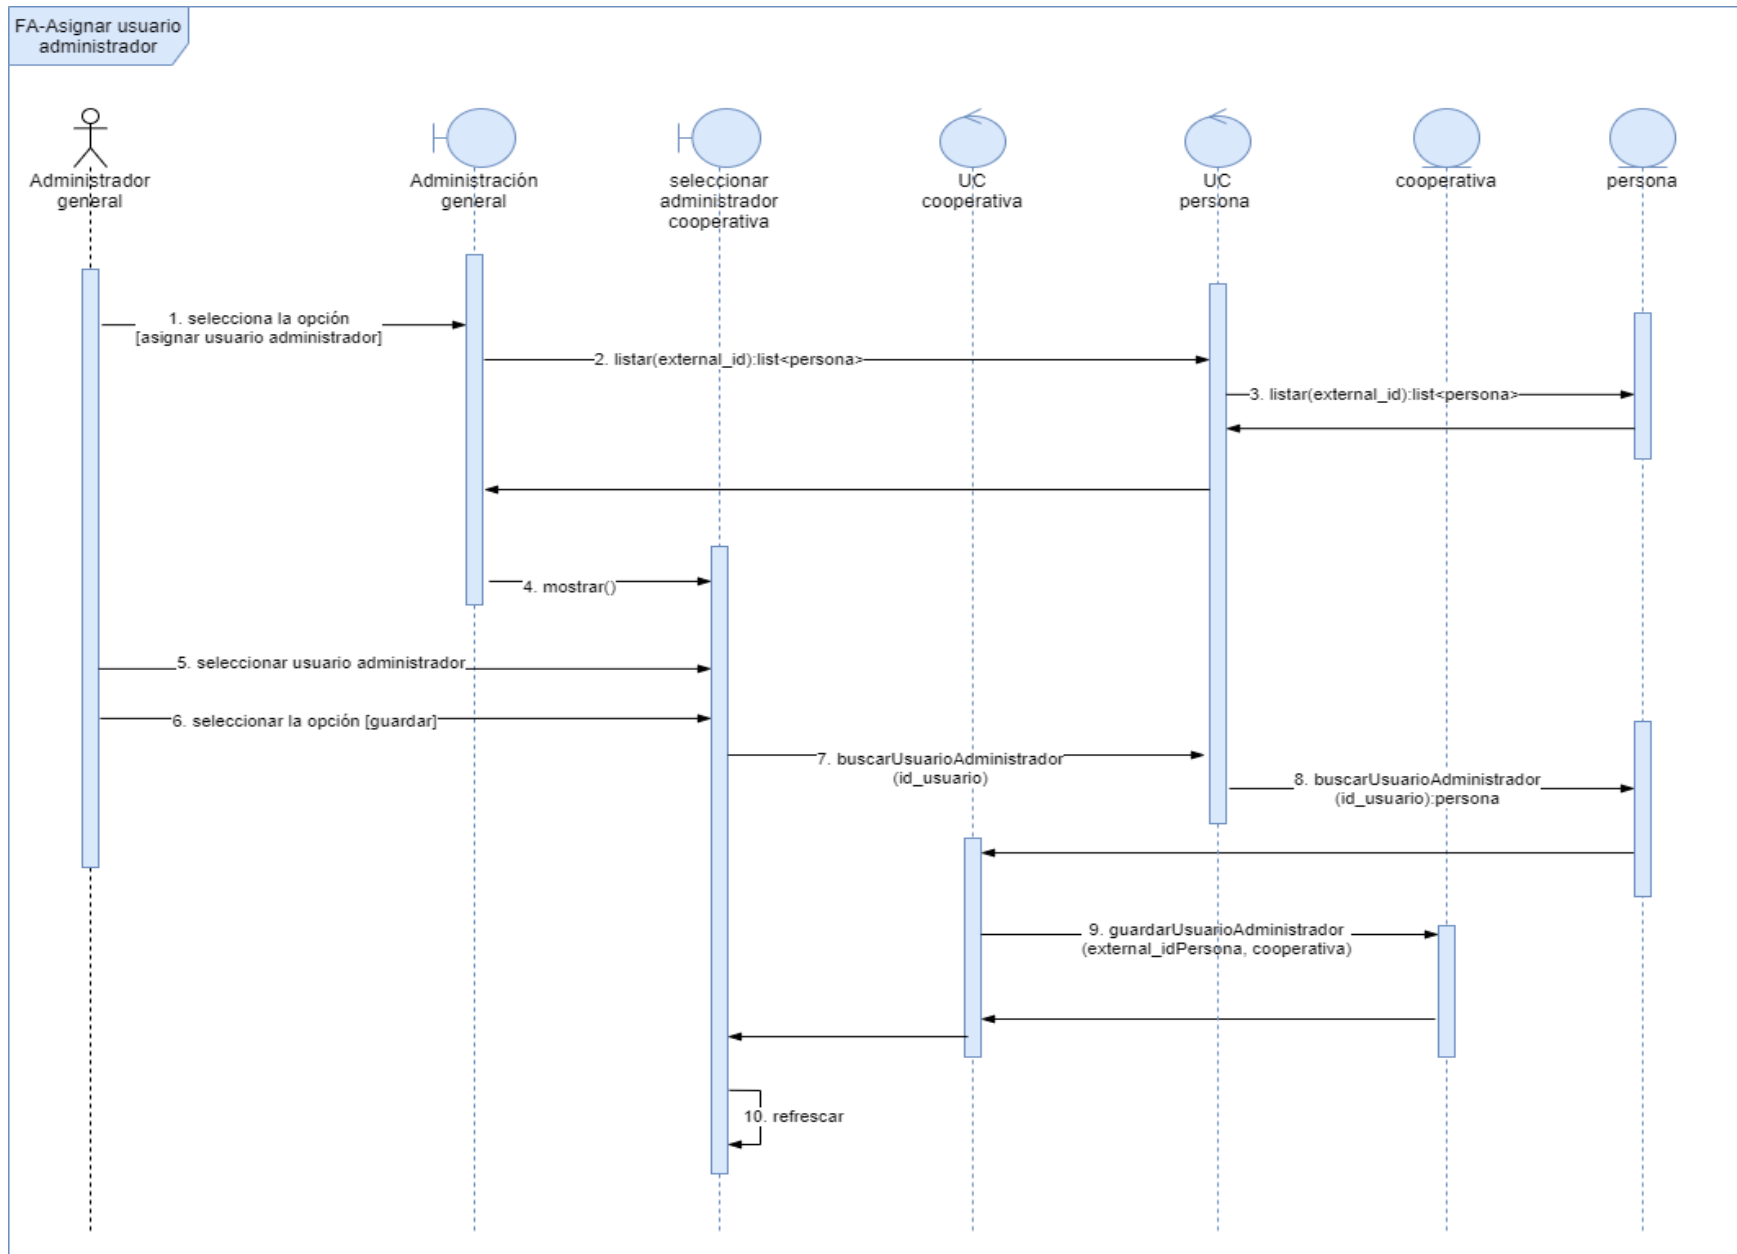 FA-Asignar usuario
administrador
Administrador
general
Administración
general
seleccionar
administrador
cooperativa
UC
cooperativa
UC
persona
cooperativa
persona
1. selecciona la opción
[asignar usuario administrador]
2. listar(external_id):list<persona>
3. listar(external_id):list<persona>
4. mostrar()
5. seleccionar usuario administrador
6. seleccionar la opción [guardar]
7. buscarUsuarioAdministrador
(id_usuario)
8. buscarUsuarioAdministrador
(id_usuario):persona
9. guardarUsuarioAdministrador
(external_idPersona, cooperativa)
10. refrescar